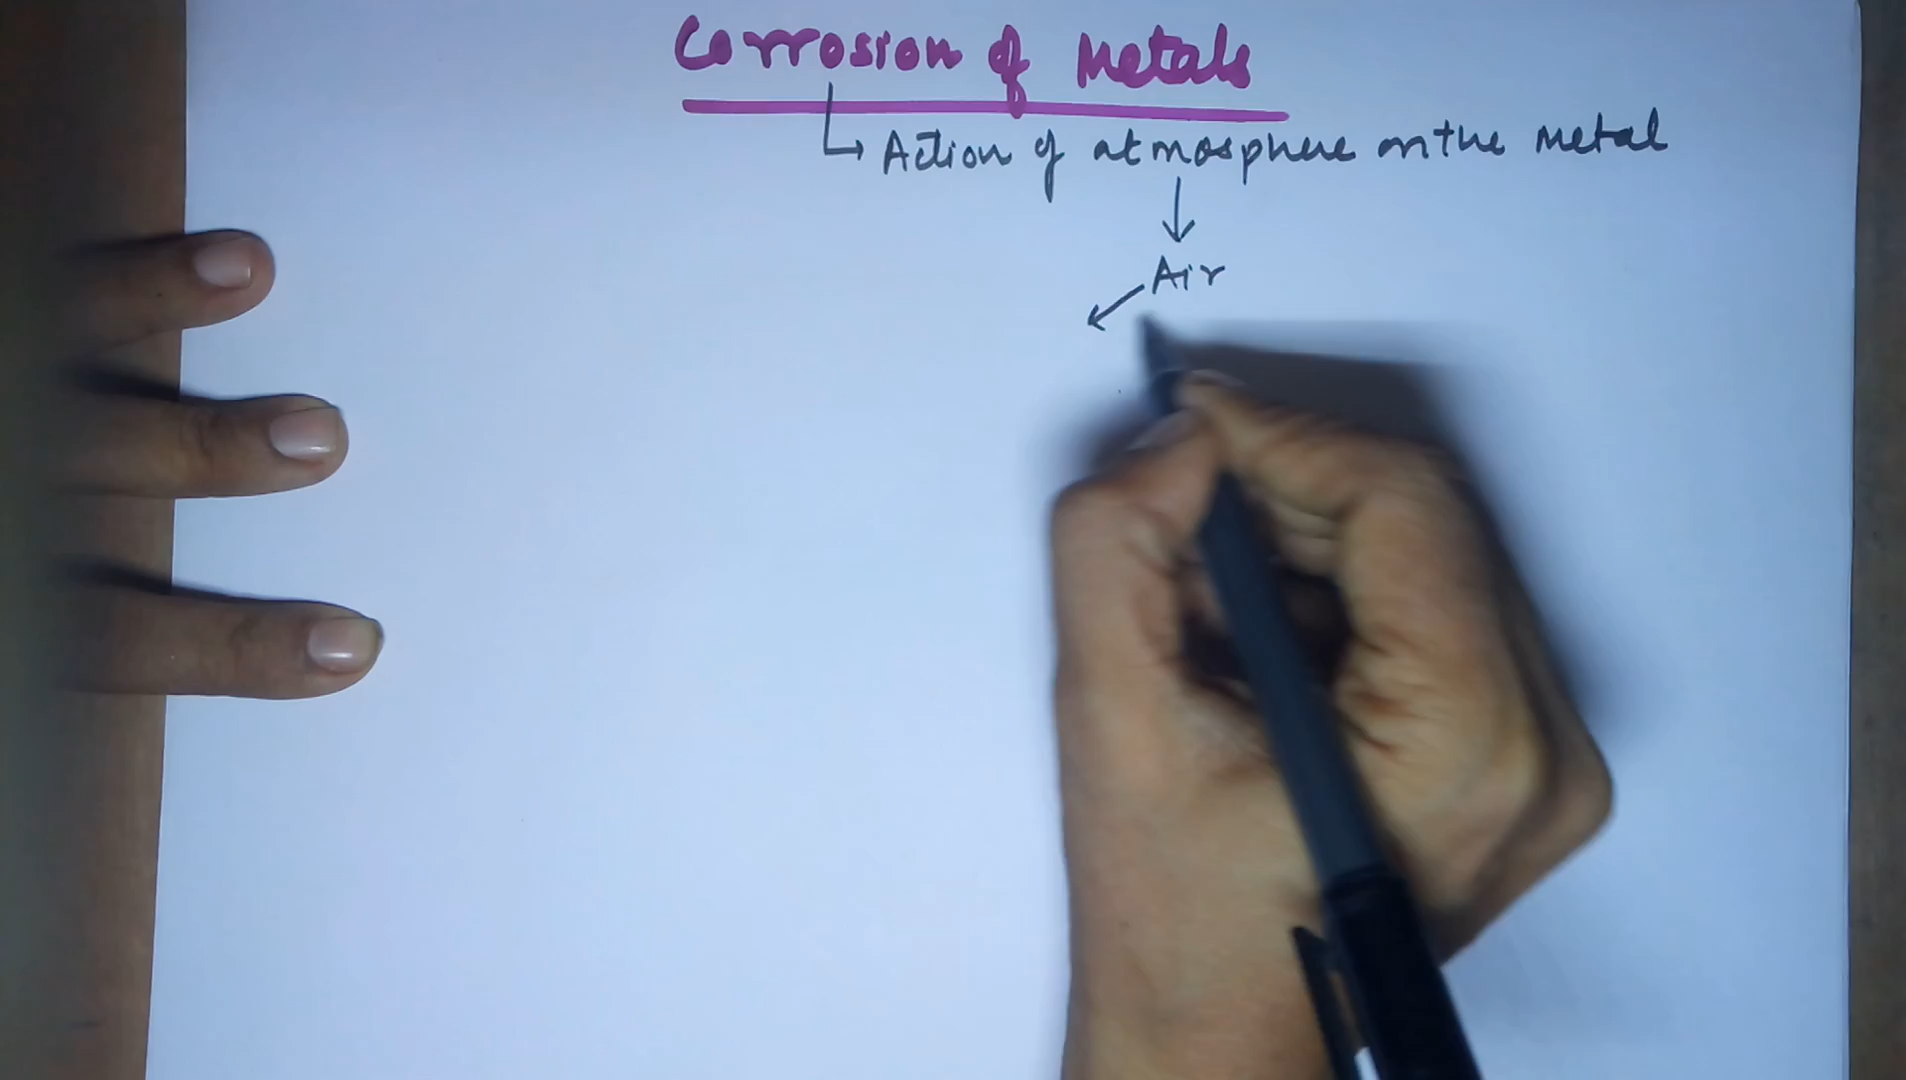 Corrosion of Metals
Action of atmosphere on the Metal
Air